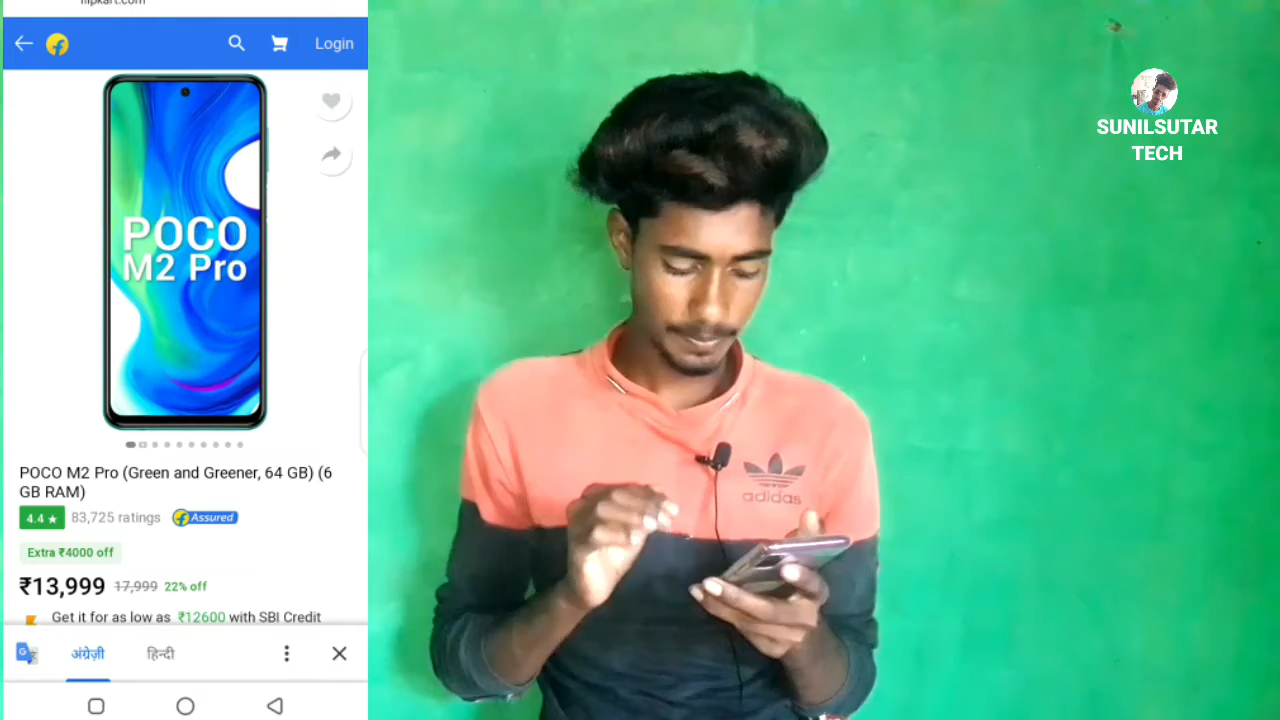 flipkart.com
Login
POCO
M2 Pro
POCO M2 Pro (Green and Greener, 64 GB) (6
GB RAM)
4.4 ★ 83,725 ratings f Assured
Extra ₹4000 off
₹13,999 17,999 22% off
Get it for as low as ₹12600 with SBI Credit
अंग्रेज़ी हिन्दी
SUNILSUTAR
TECH
adidas